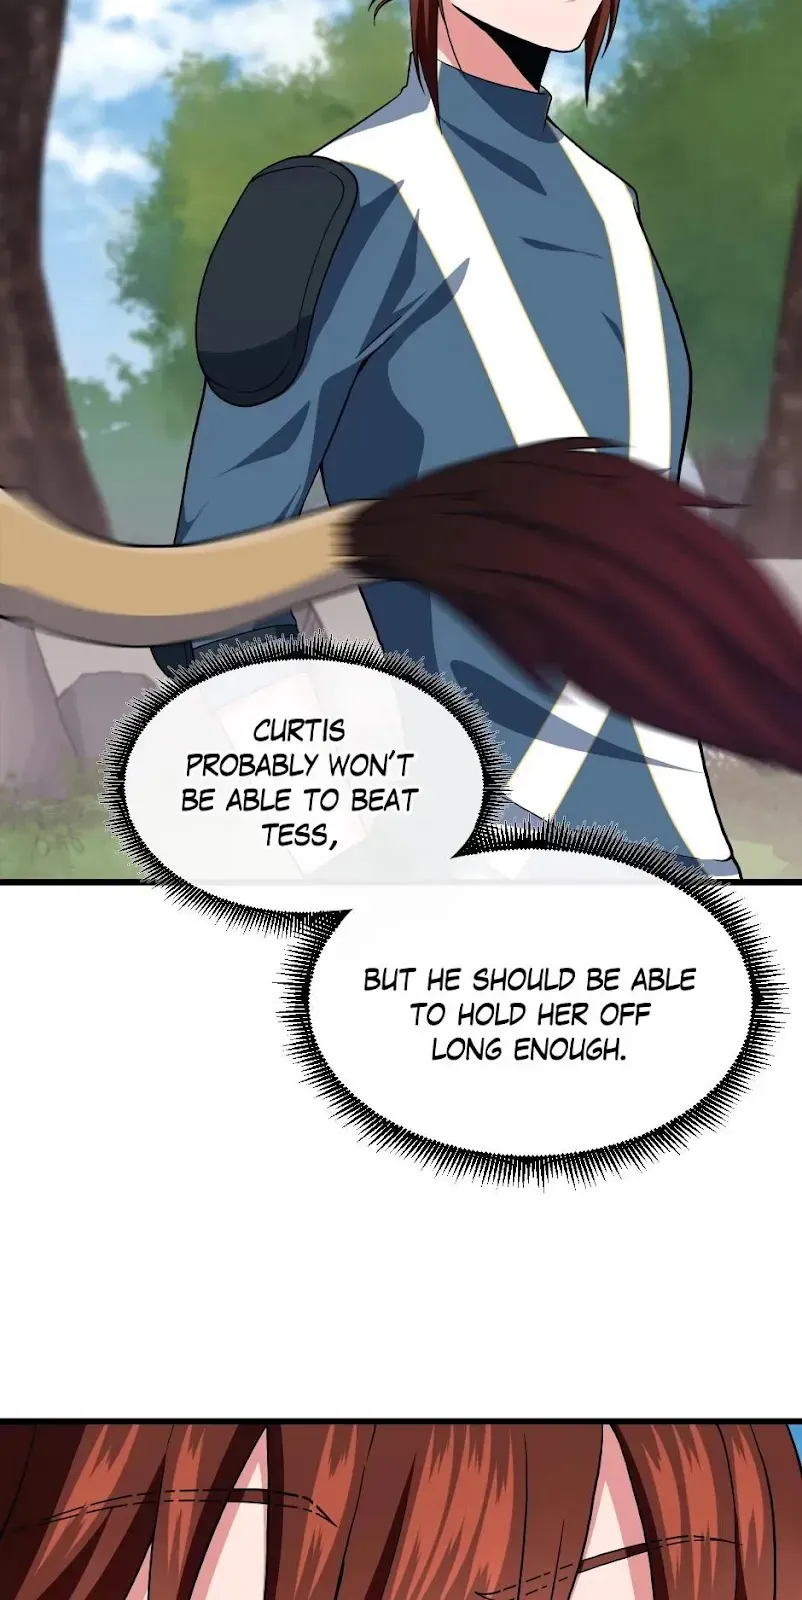 CURTIS
PROBABLY WON'T
BE ABLE TO BEAT
TESS,
BUT HE SHOULD BE ABLE
TO HOLD HER OFF
LONG ENOUGH.